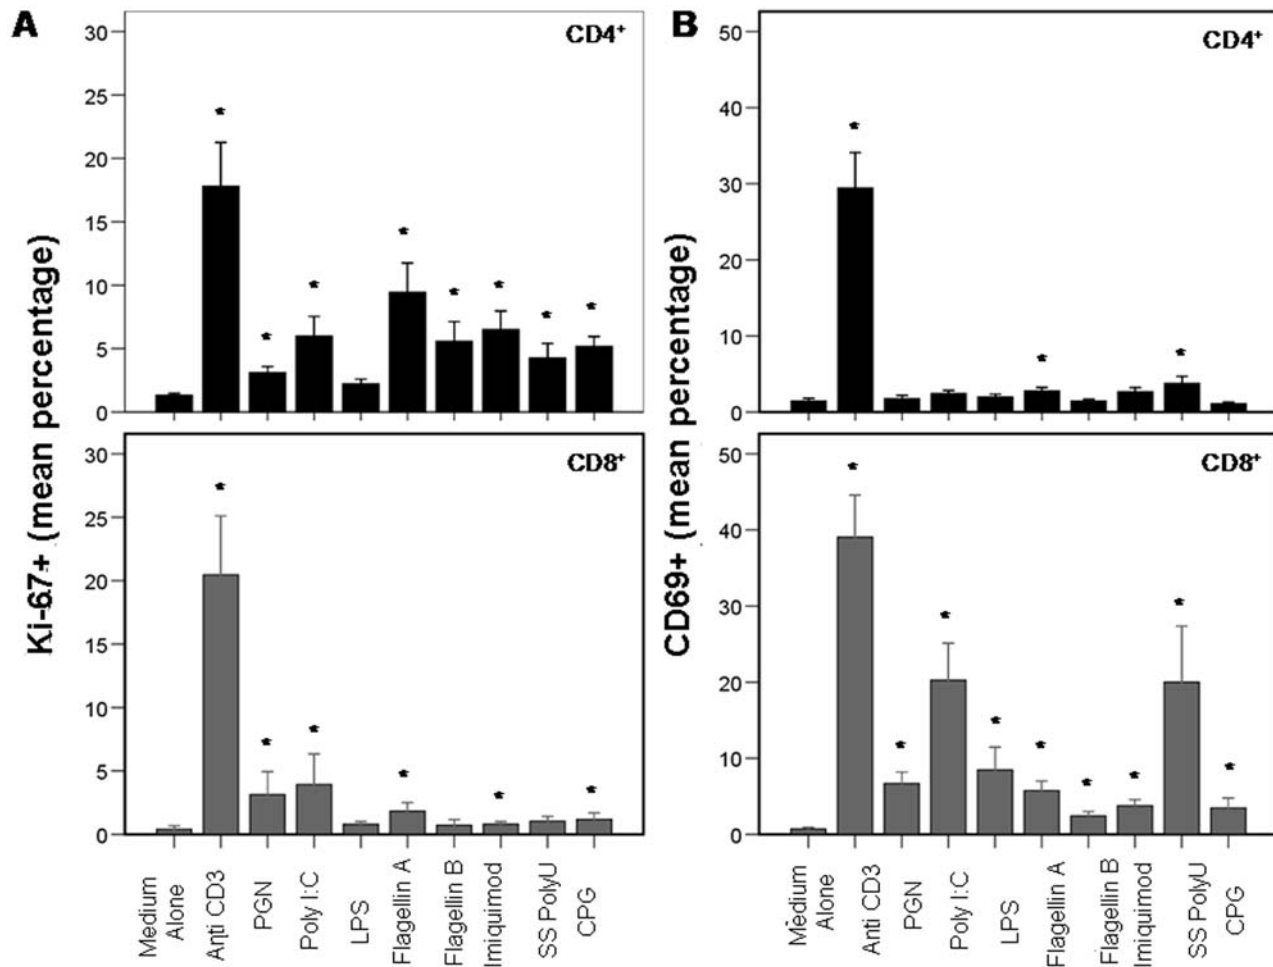 A
B
Ki-67+ (mean percentage)
CD4+
30
25
20
15
10
5
0
CD8+
30
25
20
15
10
5
0
Medium Alone
Anti CD3
PGN
Poly I:C
LPS
Flagellin A
Flagellin B
Imiquimod
SS PolyU
CPG
CD69+ (mean percentage)
CD4+
50
40
30
20
10
0
CD8+
50
40
30
20
10
0
Medium Alone
Anti CD3
PGN
Poly I:C
LPS
Flagellin A
Flagellin B
Imiquimod
SS PolyU
CPG